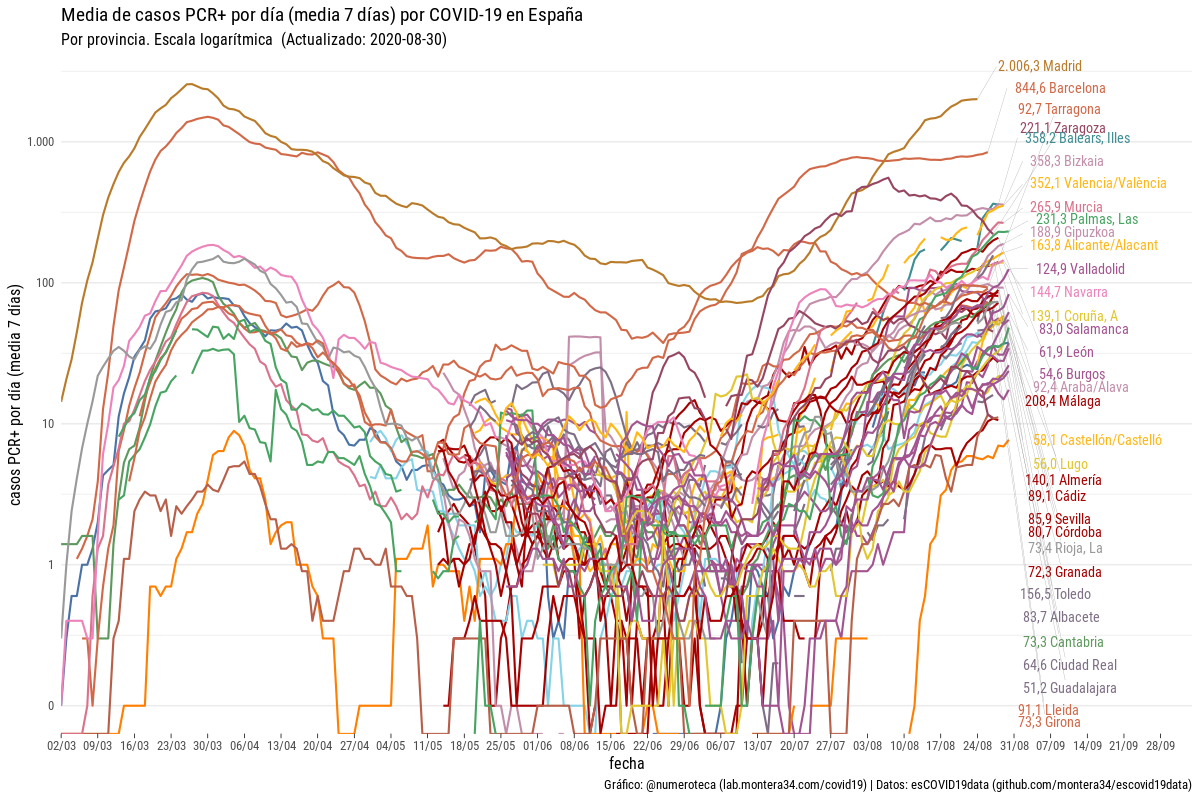 Media de casos PCR+ por día (media 7 días) por COVID-19 en España
Por provincia. Escala logarítmica  (Actualizado: 2020-08-30)
2.006,3 Madrid
844,6 Barcelona
92,7 Tarragona
221,1 Zaragoza
358,2 Balears, Illes
358,3 Bizkaia
352,1 Valencia/València
265,9 Murcia
231,3 Palmas, Las
188,9 Gipuzkoa
163,8 Alicante/Alacant
124,9 Valladolid
144,7 Navarra
139,1 Coruña, A
83,0 Salamanca
61,9 León
54,6 Burgos
92,4 Araba/Álava
208,4 Málaga
58,1 Castellón/Castelló
56,0 Lugo
140,1 Almería
89,1 Cádiz
85,9 Sevilla
80,7 Córdoba
73,4 Rioja, La
72,3 Granada
156,5 Toledo
83,7 Albacete
73,3 Cantabria
64,6 Ciudad Real
51,2 Guadalajara
91,1 Lleida
73,3 Girona
casos PCR+ por día (media 7 días)
1.000
100
10
1
0
02/03 09/03 16/03 23/03 30/03 06/04 13/04 20/04 27/04 04/05 11/05 18/05 25/05 01/06 08/06 15/06 22/06 29/06 06/07 13/07 20/07 27/07 03/08 10/08 17/08 24/08 31/08 07/09 14/09 21/09 28/09
fecha
Gráfico: @numeroteca (lab.montera34.com/covid19) | Datos: esCOVID19data (github.com/montera34/escovid19data)